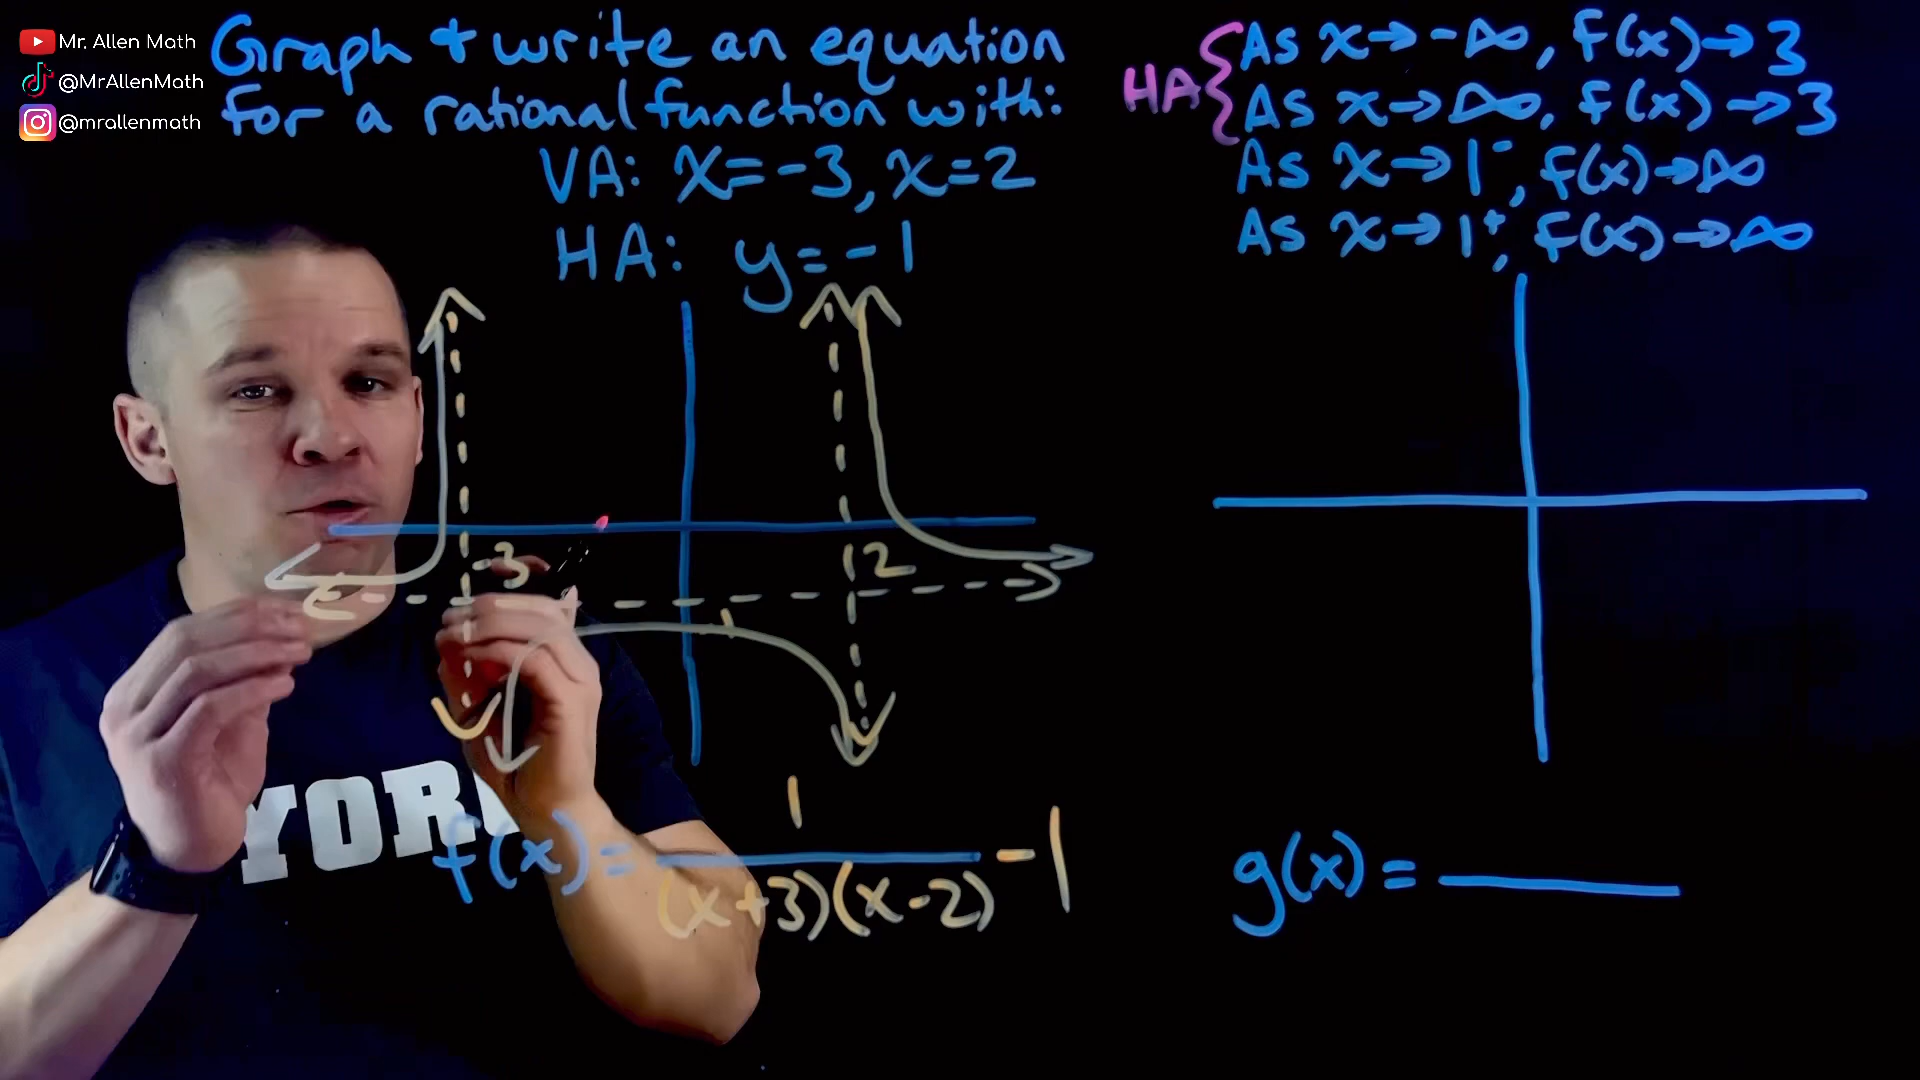 Mr. Allen Math
@MrAllenMath
@mrallenmath
Graph + write an equation
for a rational function with:
VA: x=-3, x=2
HA: y=-1
-3
2
1
f(x)= 1/((x+3)(x-2)) -1
HA { As x→-∞, f(x)→3
As x→∞, f(x)→3
As x→1⁻, f(x)→∞
As x→1⁺, f(x)→∞
g(x)=
YOR